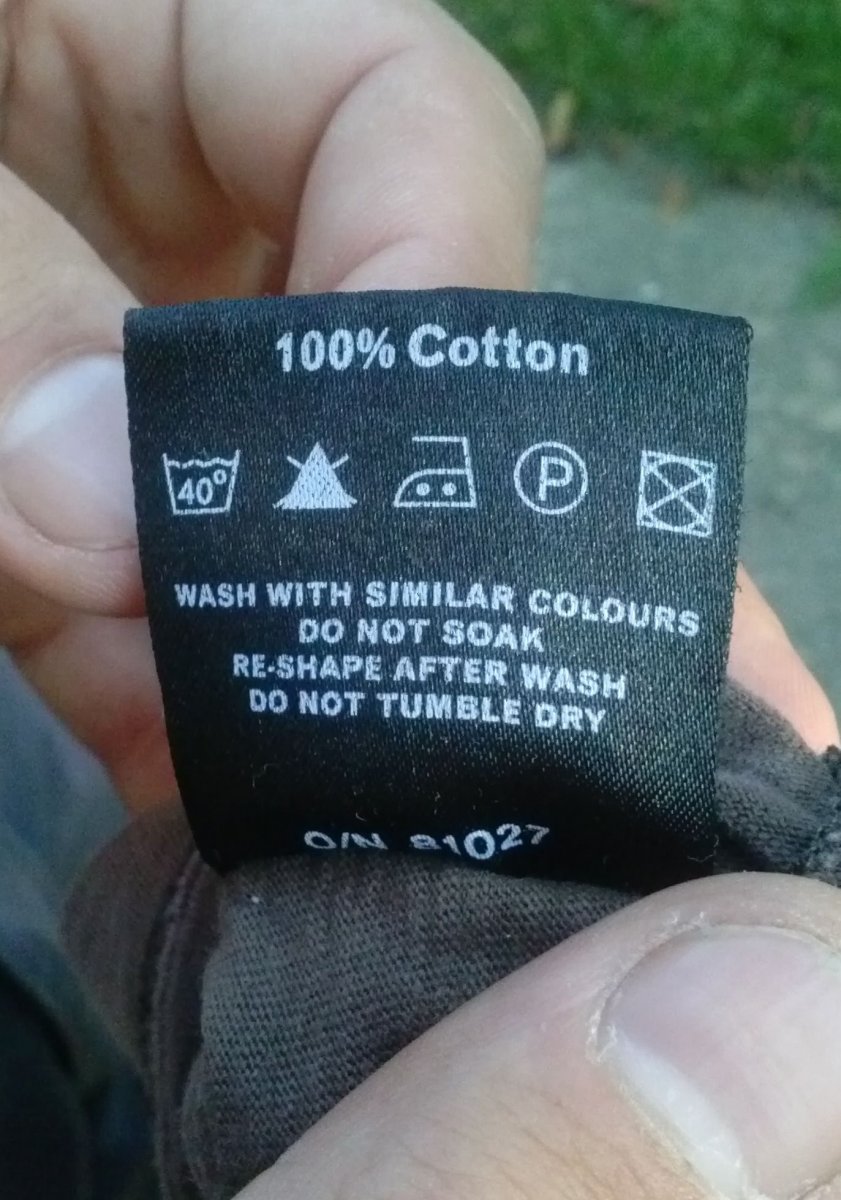 100% Cotton
40°
P
WASH WITH SIMILAR COLOURS
DO NOT SOAK
RE-SHAPE AFTER WASH
DO NOT TUMBLE DRY
O/N 81027